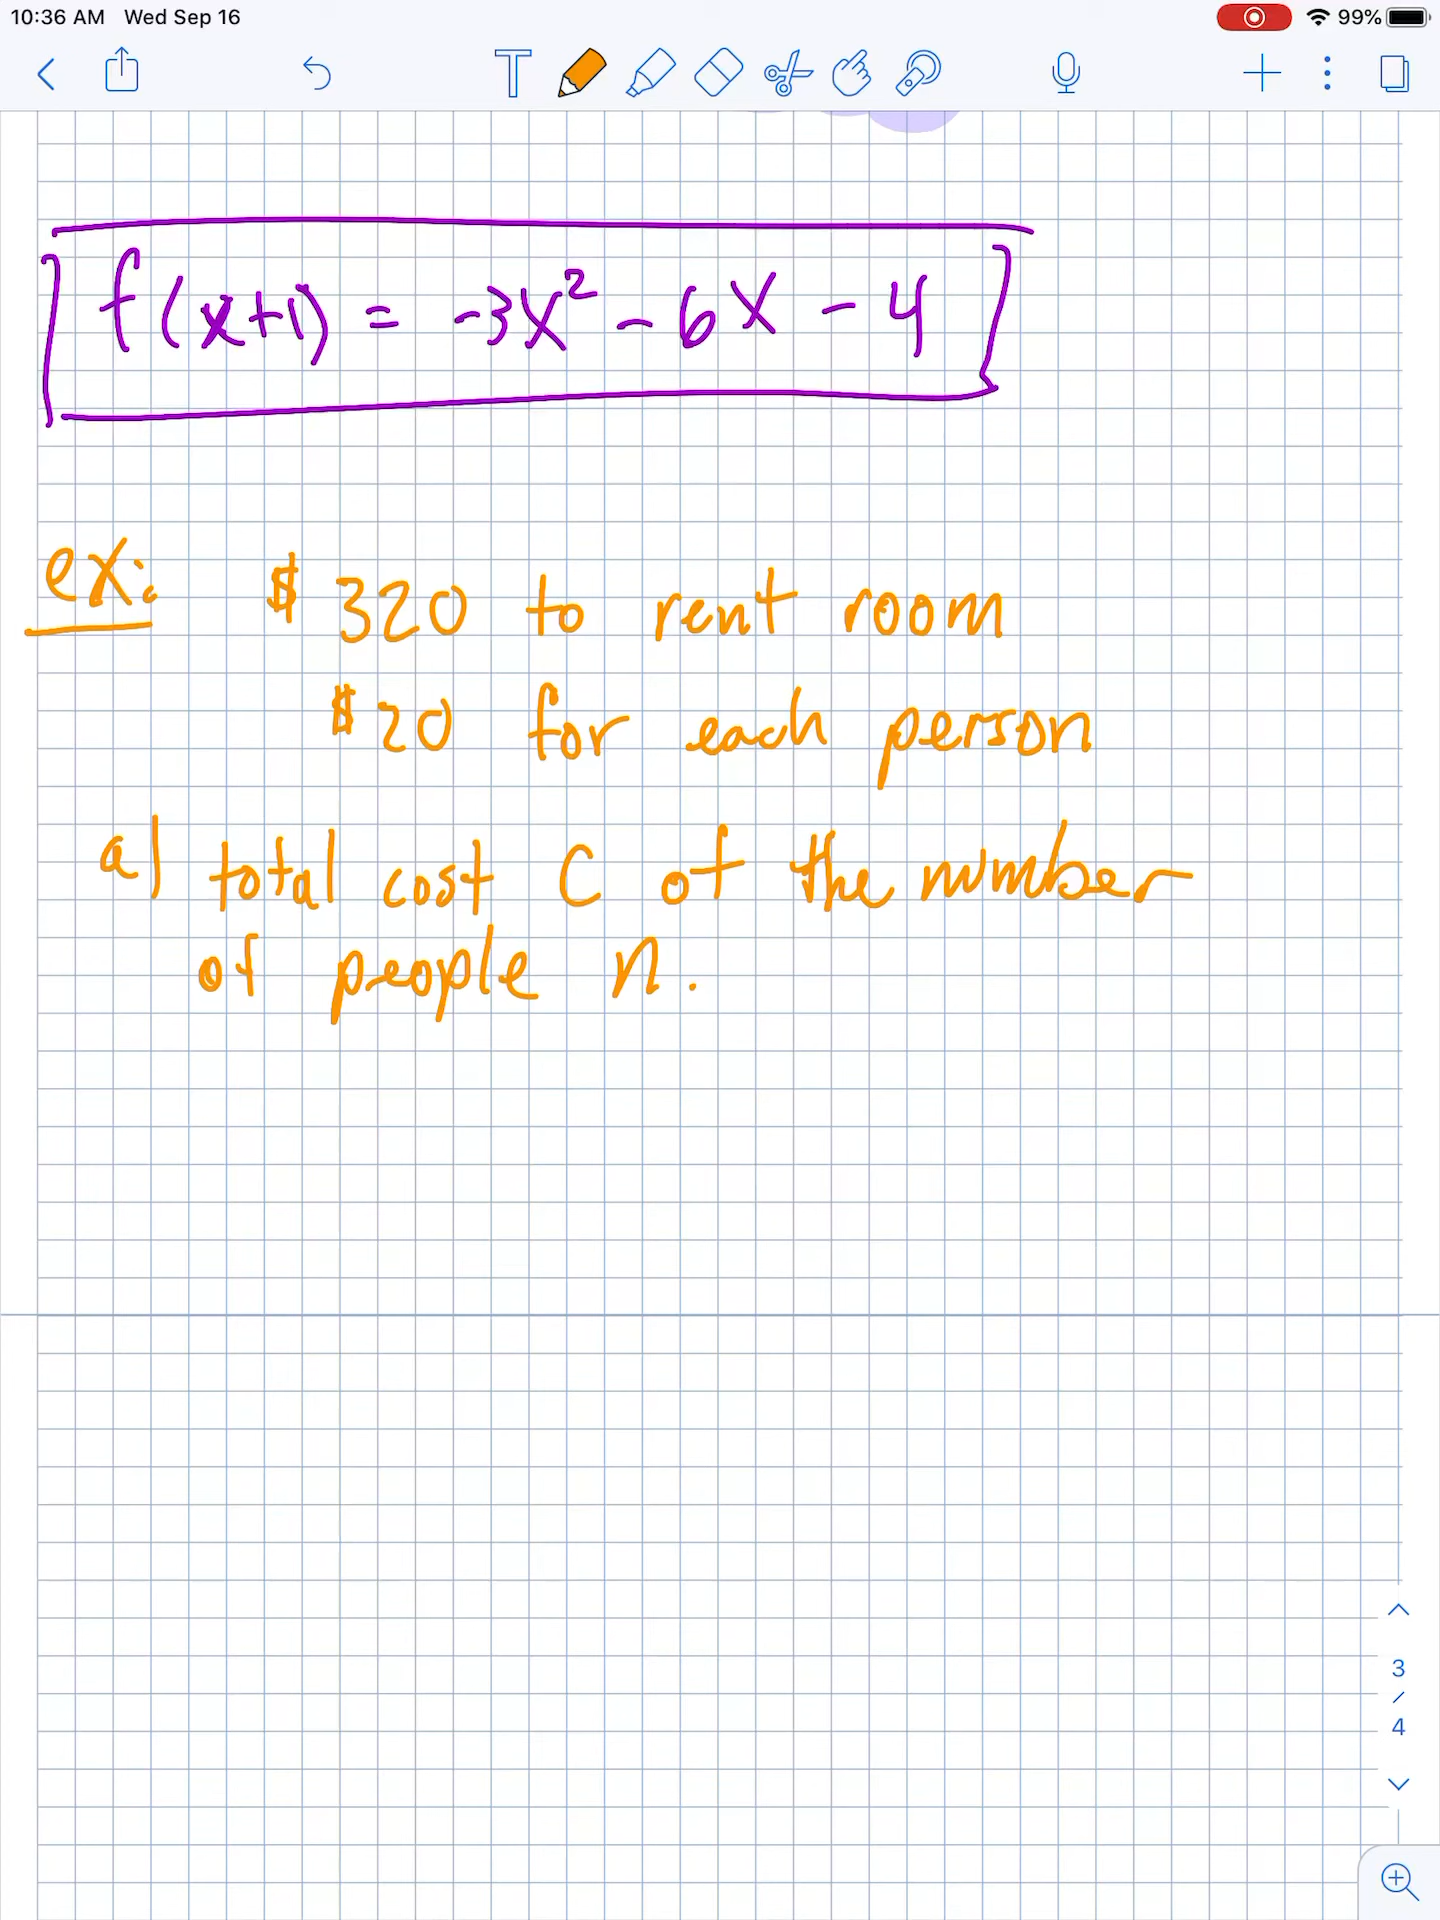 10:36 AM Wed Sep 16
99%
T
f(x+1) = -3x² - 6x - 4
ex: $320 to rent room
$20 for each person
a) total cost C of the number
of people n.
3
/
4